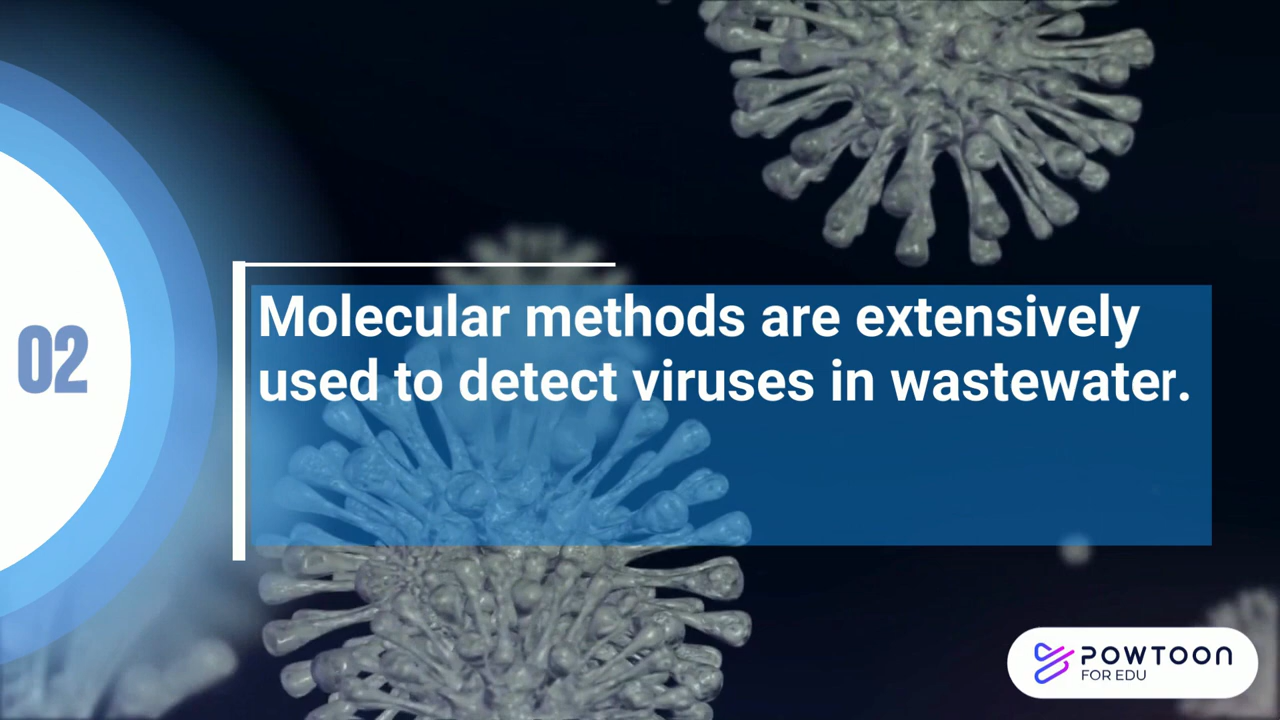 02
Molecular methods are extensively
used to detect viruses in wastewater.
POWTOON
FOR EDU